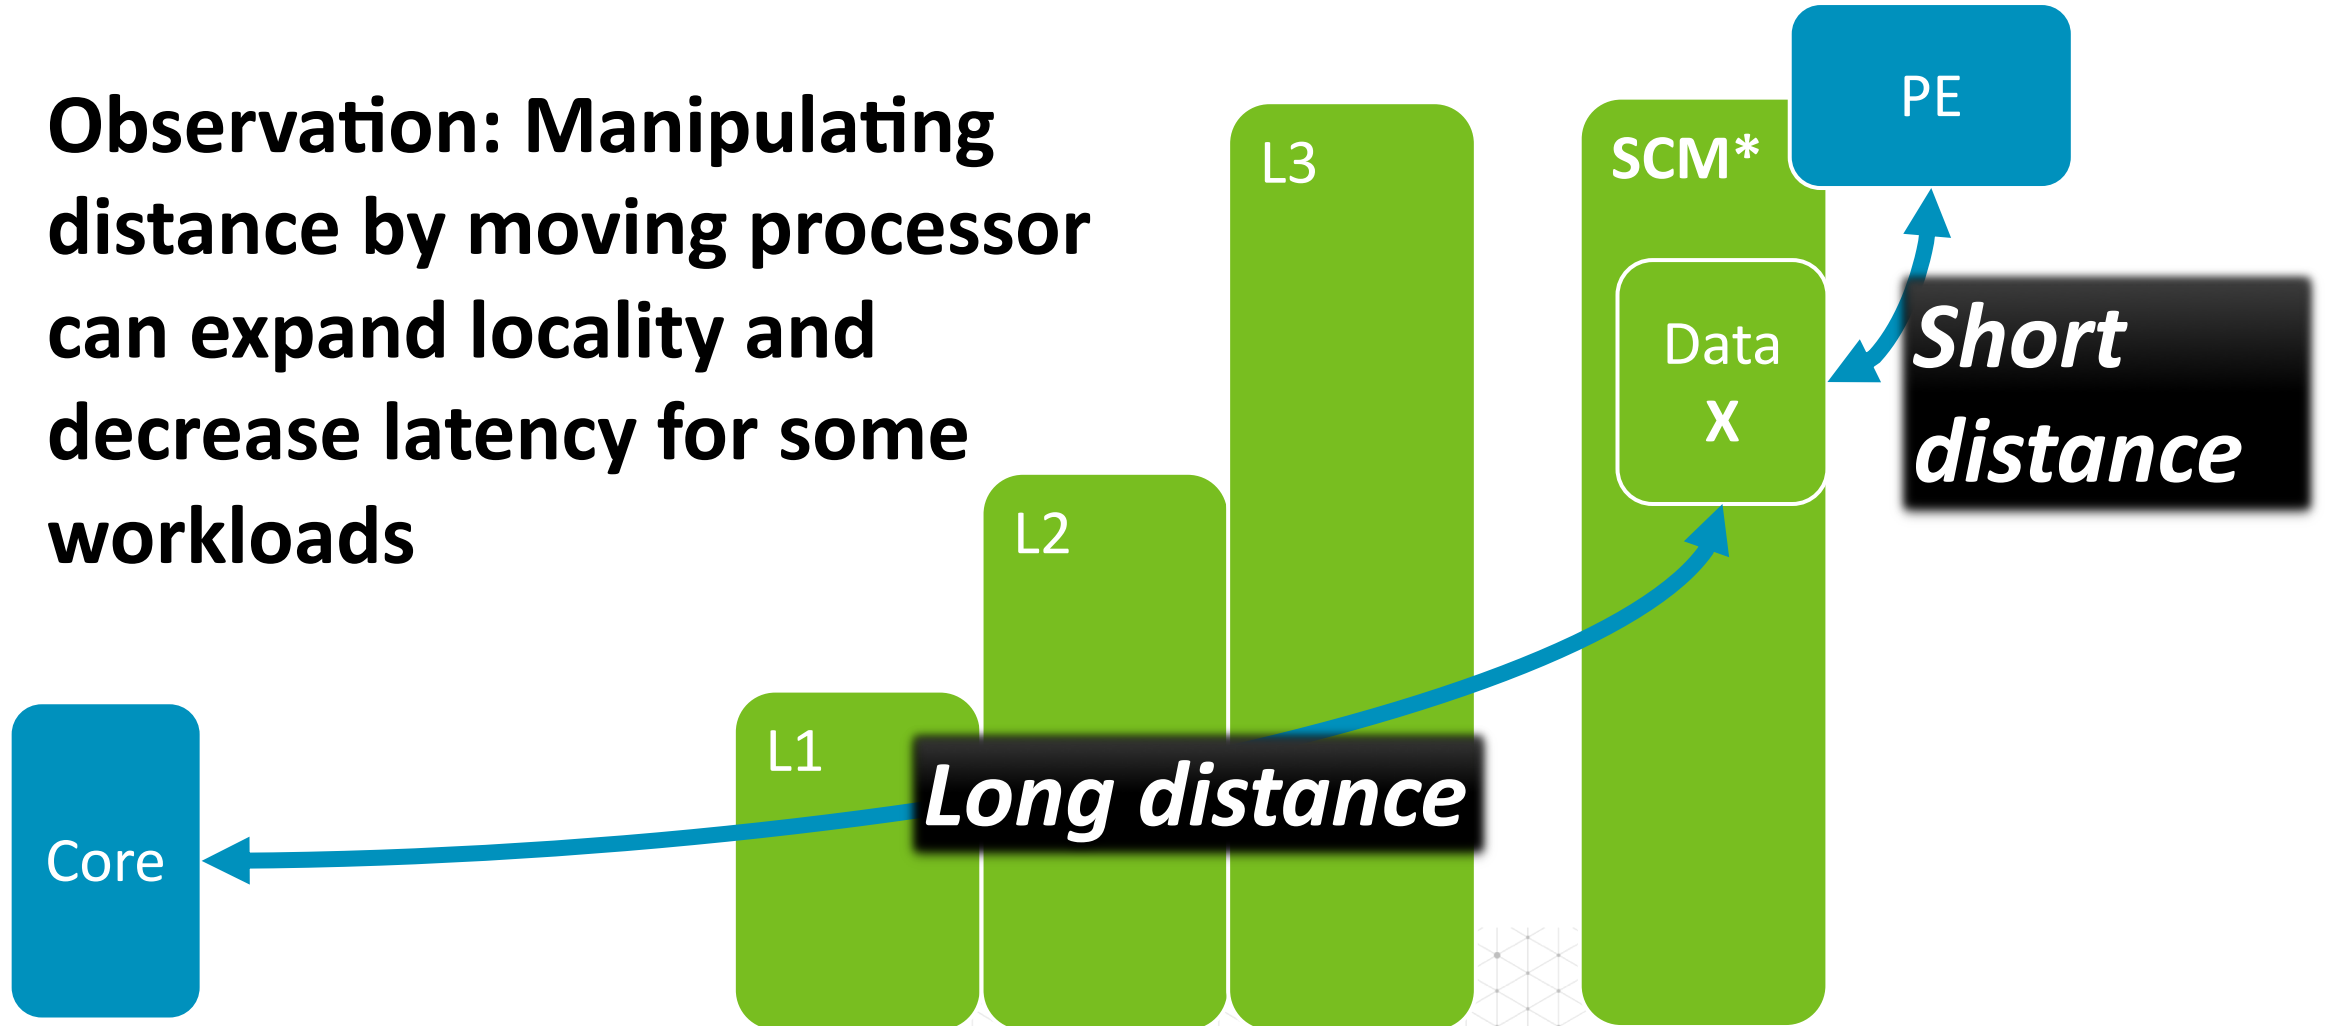 Observation: Manipulating
distance by moving processor
can expand locality and
decrease latency for some
workloads
PE
SCM*
L3
Data
X
Short
distance
L2
L1
Long distance
Core